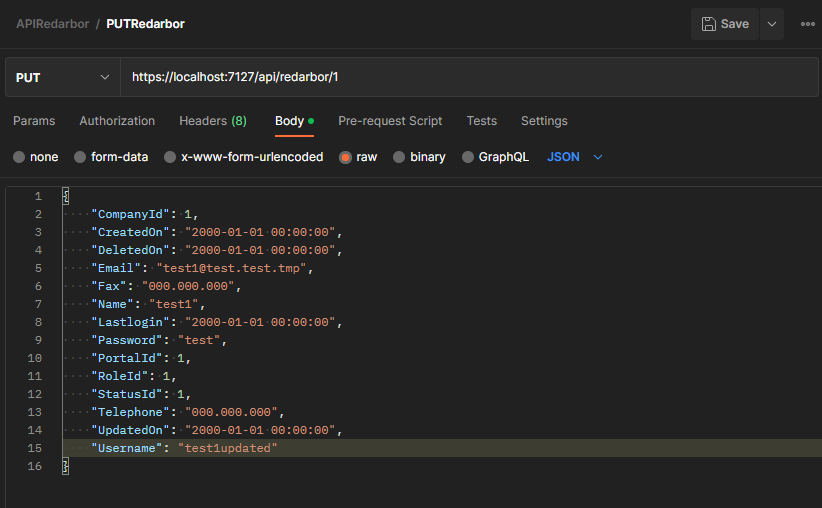 APIRedarbor / PUTRedarbor Save
PUT https://localhost:7127/api/redarbor/1
Params Authorization Headers (8) Body Pre-request Script Tests Settings
none form-data x-www-form-urlencoded raw binary GraphQL JSON
1 {
2 "CompanyId": 1,
3 "CreatedOn": "2000-01-01 00:00:00",
4 "DeletedOn": "2000-01-01 00:00:00",
5 "Email": "test1@test.test.tmp",
6 "Fax": "000.000.000",
7 "Name": "test1",
8 "Lastlogin": "2000-01-01 00:00:00",
9 "Password": "test",
10 "PortalId": 1,
11 "RoleId": 1,
12 "StatusId": 1,
13 "Telephone": "000.000.000",
14 "UpdatedOn": "2000-01-01 00:00:00",
15 "Username": "test1updated"
16 }